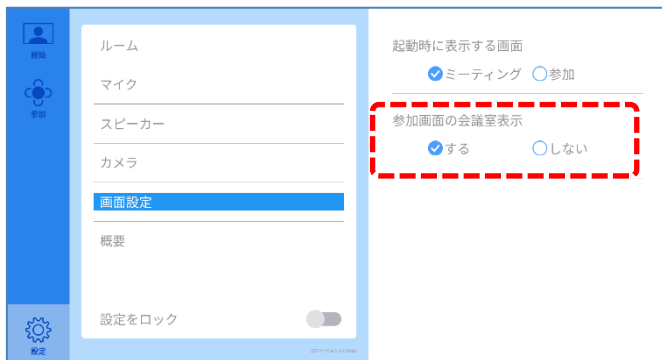 開始
参加
設定
ルーム
マイク
スピーカー
カメラ
画面設定
概要
設定をロック
起動時に表示する画面
ミーティング 参加
参加画面の会議室表示
する しない